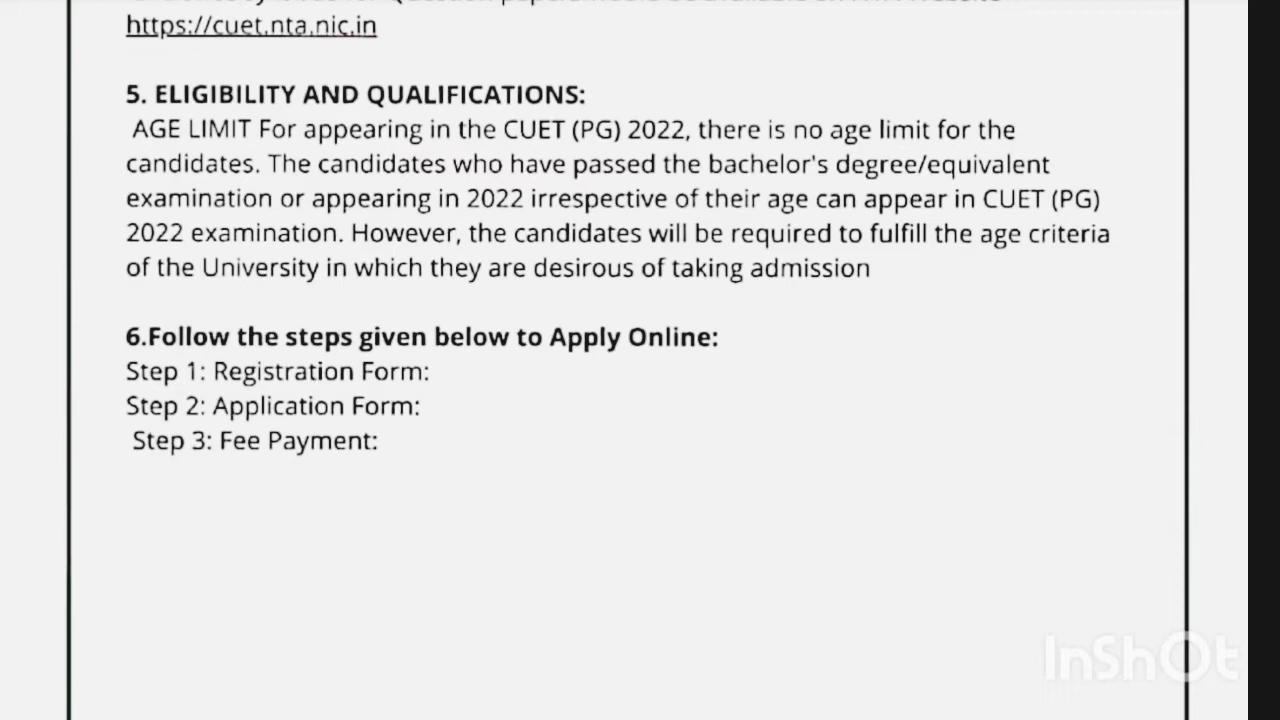 https://cuet.nta.nic.in
5. ELIGIBILITY AND QUALIFICATIONS:
AGE LIMIT For appearing in the CUET (PG) 2022, there is no age limit for the
candidates. The candidates who have passed the bachelor's degree/equivalent
examination or appearing in 2022 irrespective of their age can appear in CUET (PG)
2022 examination. However, the candidates will be required to fulfill the age criteria
of the University in which they are desirous of taking admission
6.Follow the steps given below to Apply Online:
Step 1: Registration Form:
Step 2: Application Form:
Step 3: Fee Payment:
InShOt